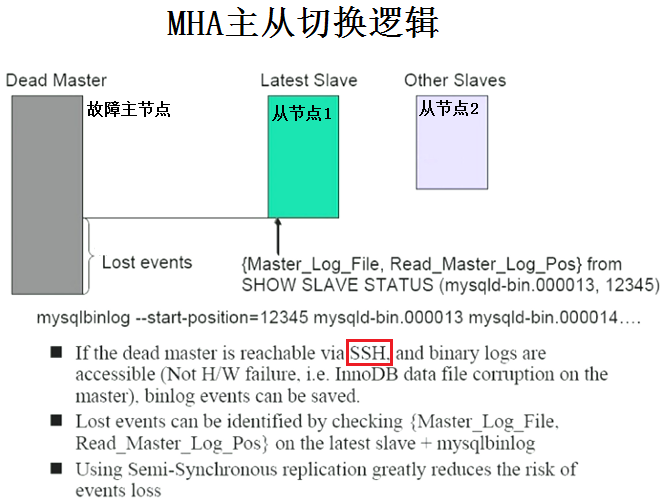 MHA主从切换逻辑
Dead Master
Latest Slave
Other Slaves
故障主节点
从节点1
从节点2
Lost events
{Master_Log_File, Read_Master_Log_Pos} from
SHOW SLAVE STATUS (mysqld-bin.000013, 12345)
mysqlbinlog --start-position=12345 mysqld-bin.000013 mysqld-bin.000014....
If the dead master is reachable via SSH, and binary logs are
accessible (Not H/W failure, i.e. InnoDB data file corruption on the
master), binlog events can be saved.
Lost events can be identified by checking {Master_Log_File,
Read_Master_Log_Pos} on the latest slave + mysqlbinlog
Using Semi-Synchronous replication greatly reduces the risk of
events loss